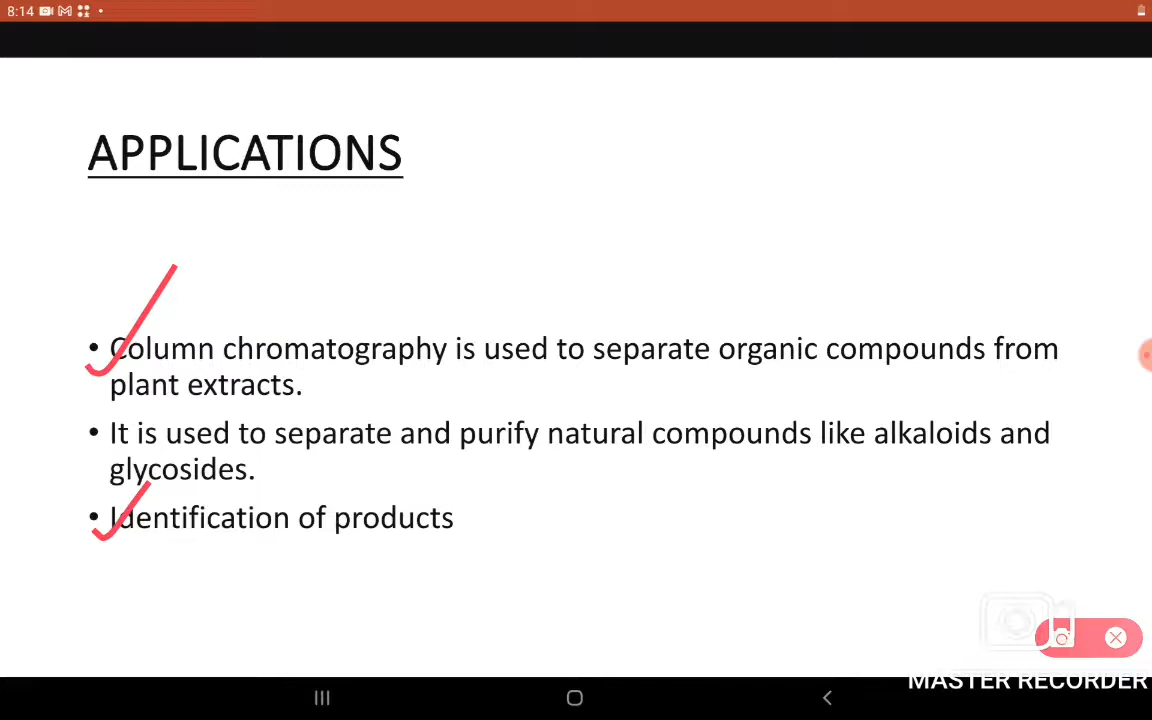 8:14
APPLICATIONS
• Column chromatography is used to separate organic compounds from
plant extracts.
• It is used to separate and purify natural compounds like alkaloids and
glycosides.
• Identification of products
MASTER RECORDER